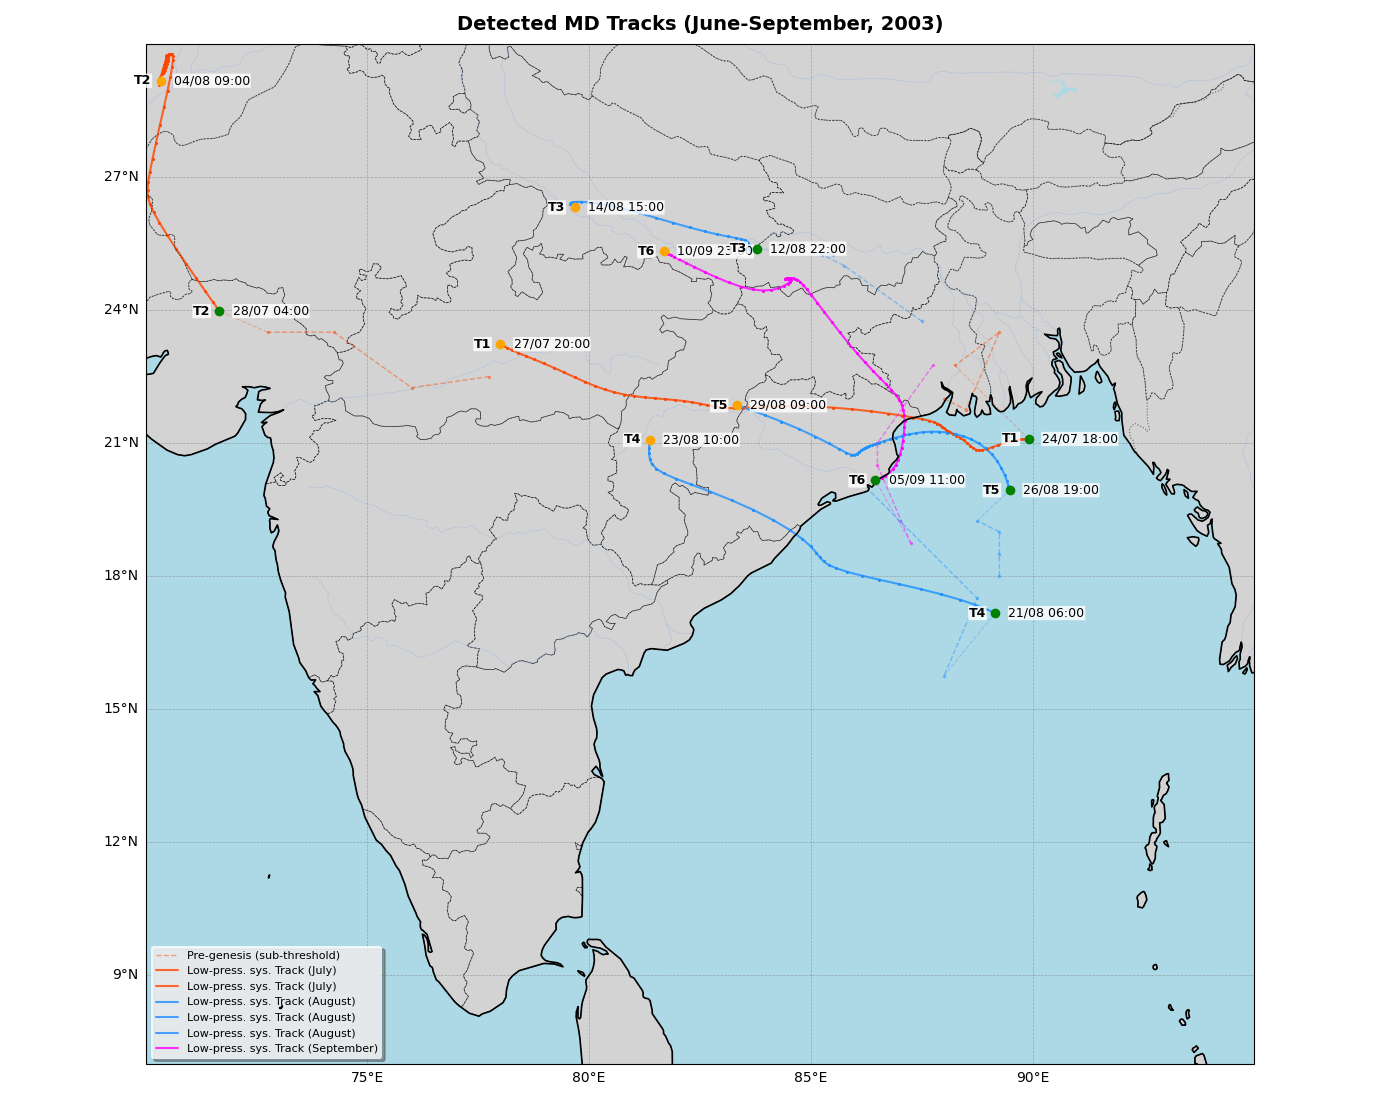 Detected MD Tracks (June-September, 2003)
T2 04/08 09:00
27°N
T3 14/08 15:00
T6 10/09 23:00
T3 12/08 22:00
24°N
T2 28/07 04:00
T1 27/07 20:00
T5 29/08 09:00
21°N
T4 23/08 10:00
T1 24/07 18:00
T6 05/09 11:00
T5 26/08 19:00
18°N
T4 21/08 06:00
15°N
12°N
9°N
Pre-genesis (sub-threshold)
Low-press. sys. Track (July)
Low-press. sys. Track (July)
Low-press. sys. Track (August)
Low-press. sys. Track (August)
Low-press. sys. Track (August)
Low-press. sys. Track (September)
75°E 80°E 85°E 90°E